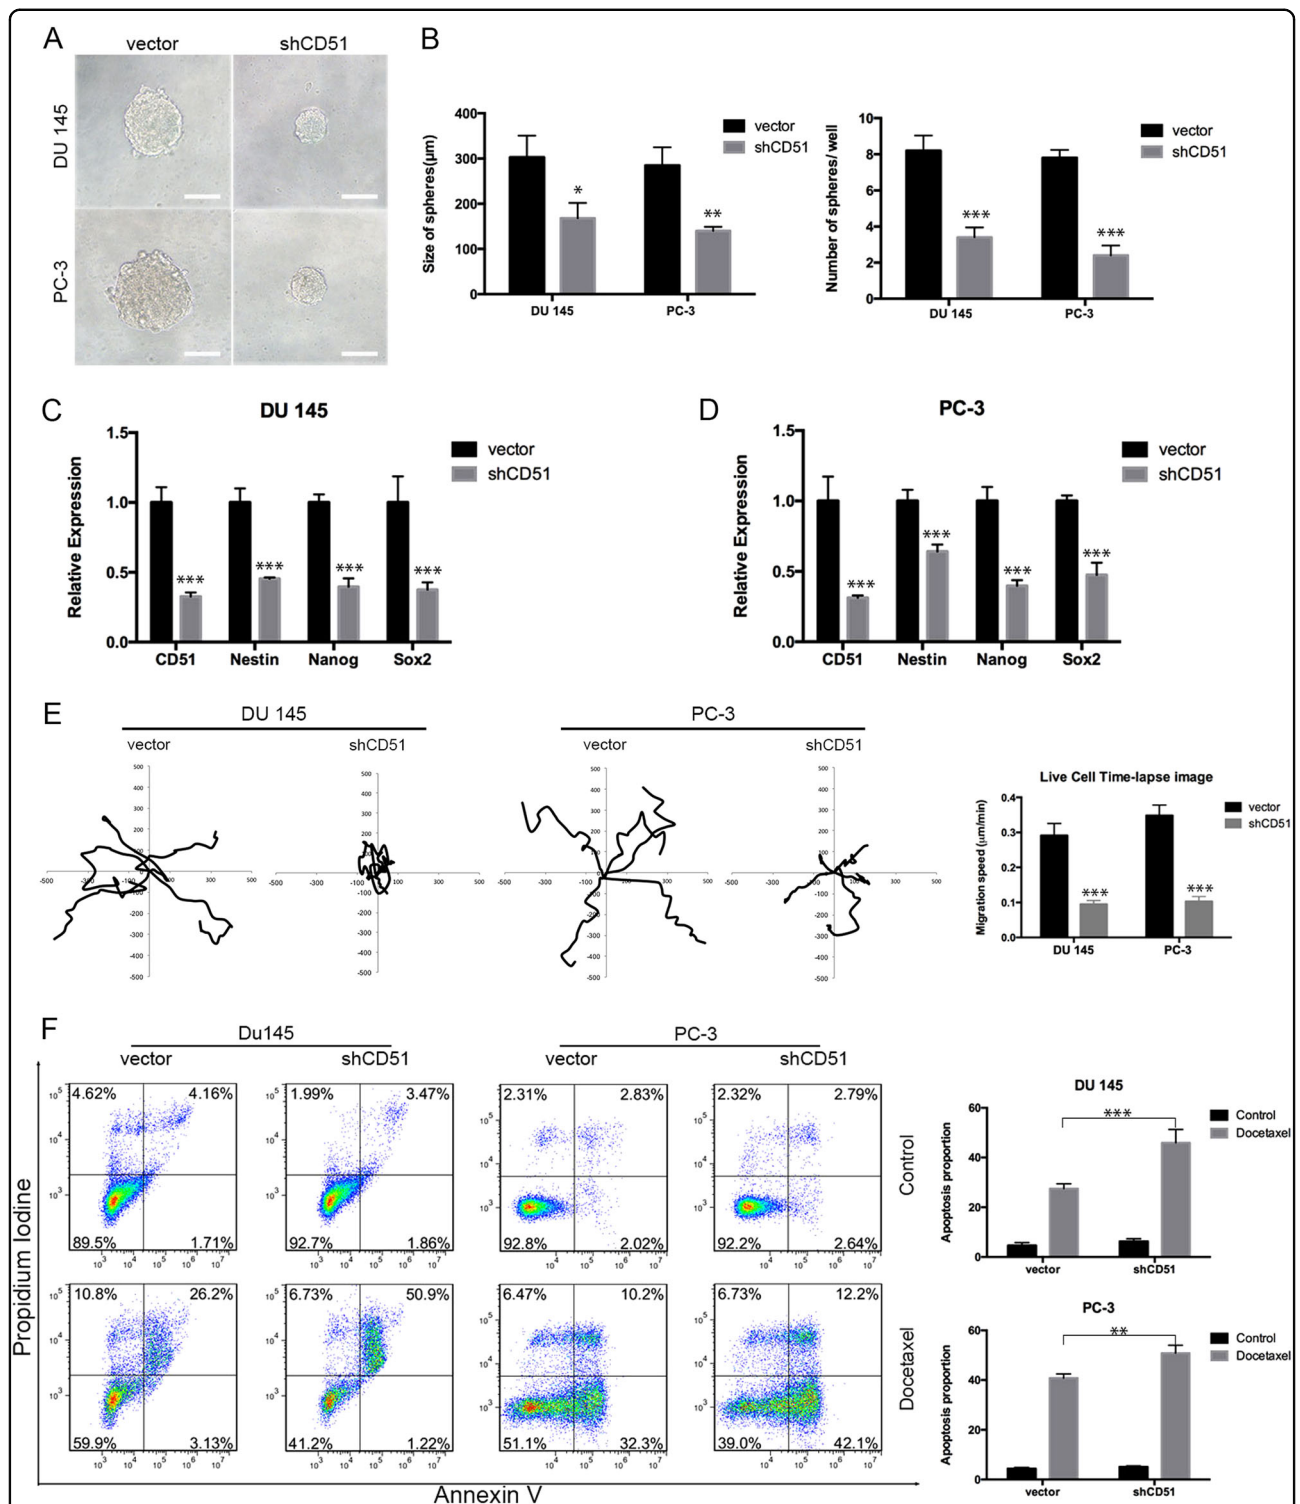 A
vector
shCD51
DU 145
PC-3
B
400
300
200
100
0
Size of spheres(μm)
*
**
DU 145
PC-3
vector
shCD51
10
8
6
4
2
0
Number of spheres/ well
***
***
DU 145
PC-3
vector
shCD51
C
DU 145
1.5
1.0
0.5
0.0
Relative Expression
***
***
***
***
CD51
Nestin
Nanog
Sox2
vector
shCD51
D
PC-3
1.5
1.0
0.5
0.0
Relative Expression
***
***
***
***
CD51
Nestin
Nanog
Sox2
vector
shCD51
E
DU 145
vector
shCD51
PC-3
vector
shCD51
Live Cell Time-lapse image
0.4
0.3
0.2
0.1
0.0
Migration speed (μm/min)
***
***
DU 145
PC-3
vector
shCD51
F
Du145
vector
shCD51
PC-3
vector
shCD51
4.62% 4.16%
89.5% 1.71%
1.99% 3.47%
92.7% 1.86%
2.31% 2.83%
92.8% 2.02%
2.32% 2.79%
92.2% 2.64%
Control
10.8% 26.2%
59.9% 3.13%
6.73% 50.9%
41.2% 1.22%
6.47% 10.2%
51.1% 32.3%
6.73% 12.2%
39.0% 42.1%
Docetaxel
Propidium Iodine
Annexin V
DU 145
60
40
20
0
Apoptosis proportion
***
vector
shCD51
Control
Docetaxel
PC-3
60
40
20
0
Apoptosis proportion
**
vector
shCD51
Control
Docetaxel